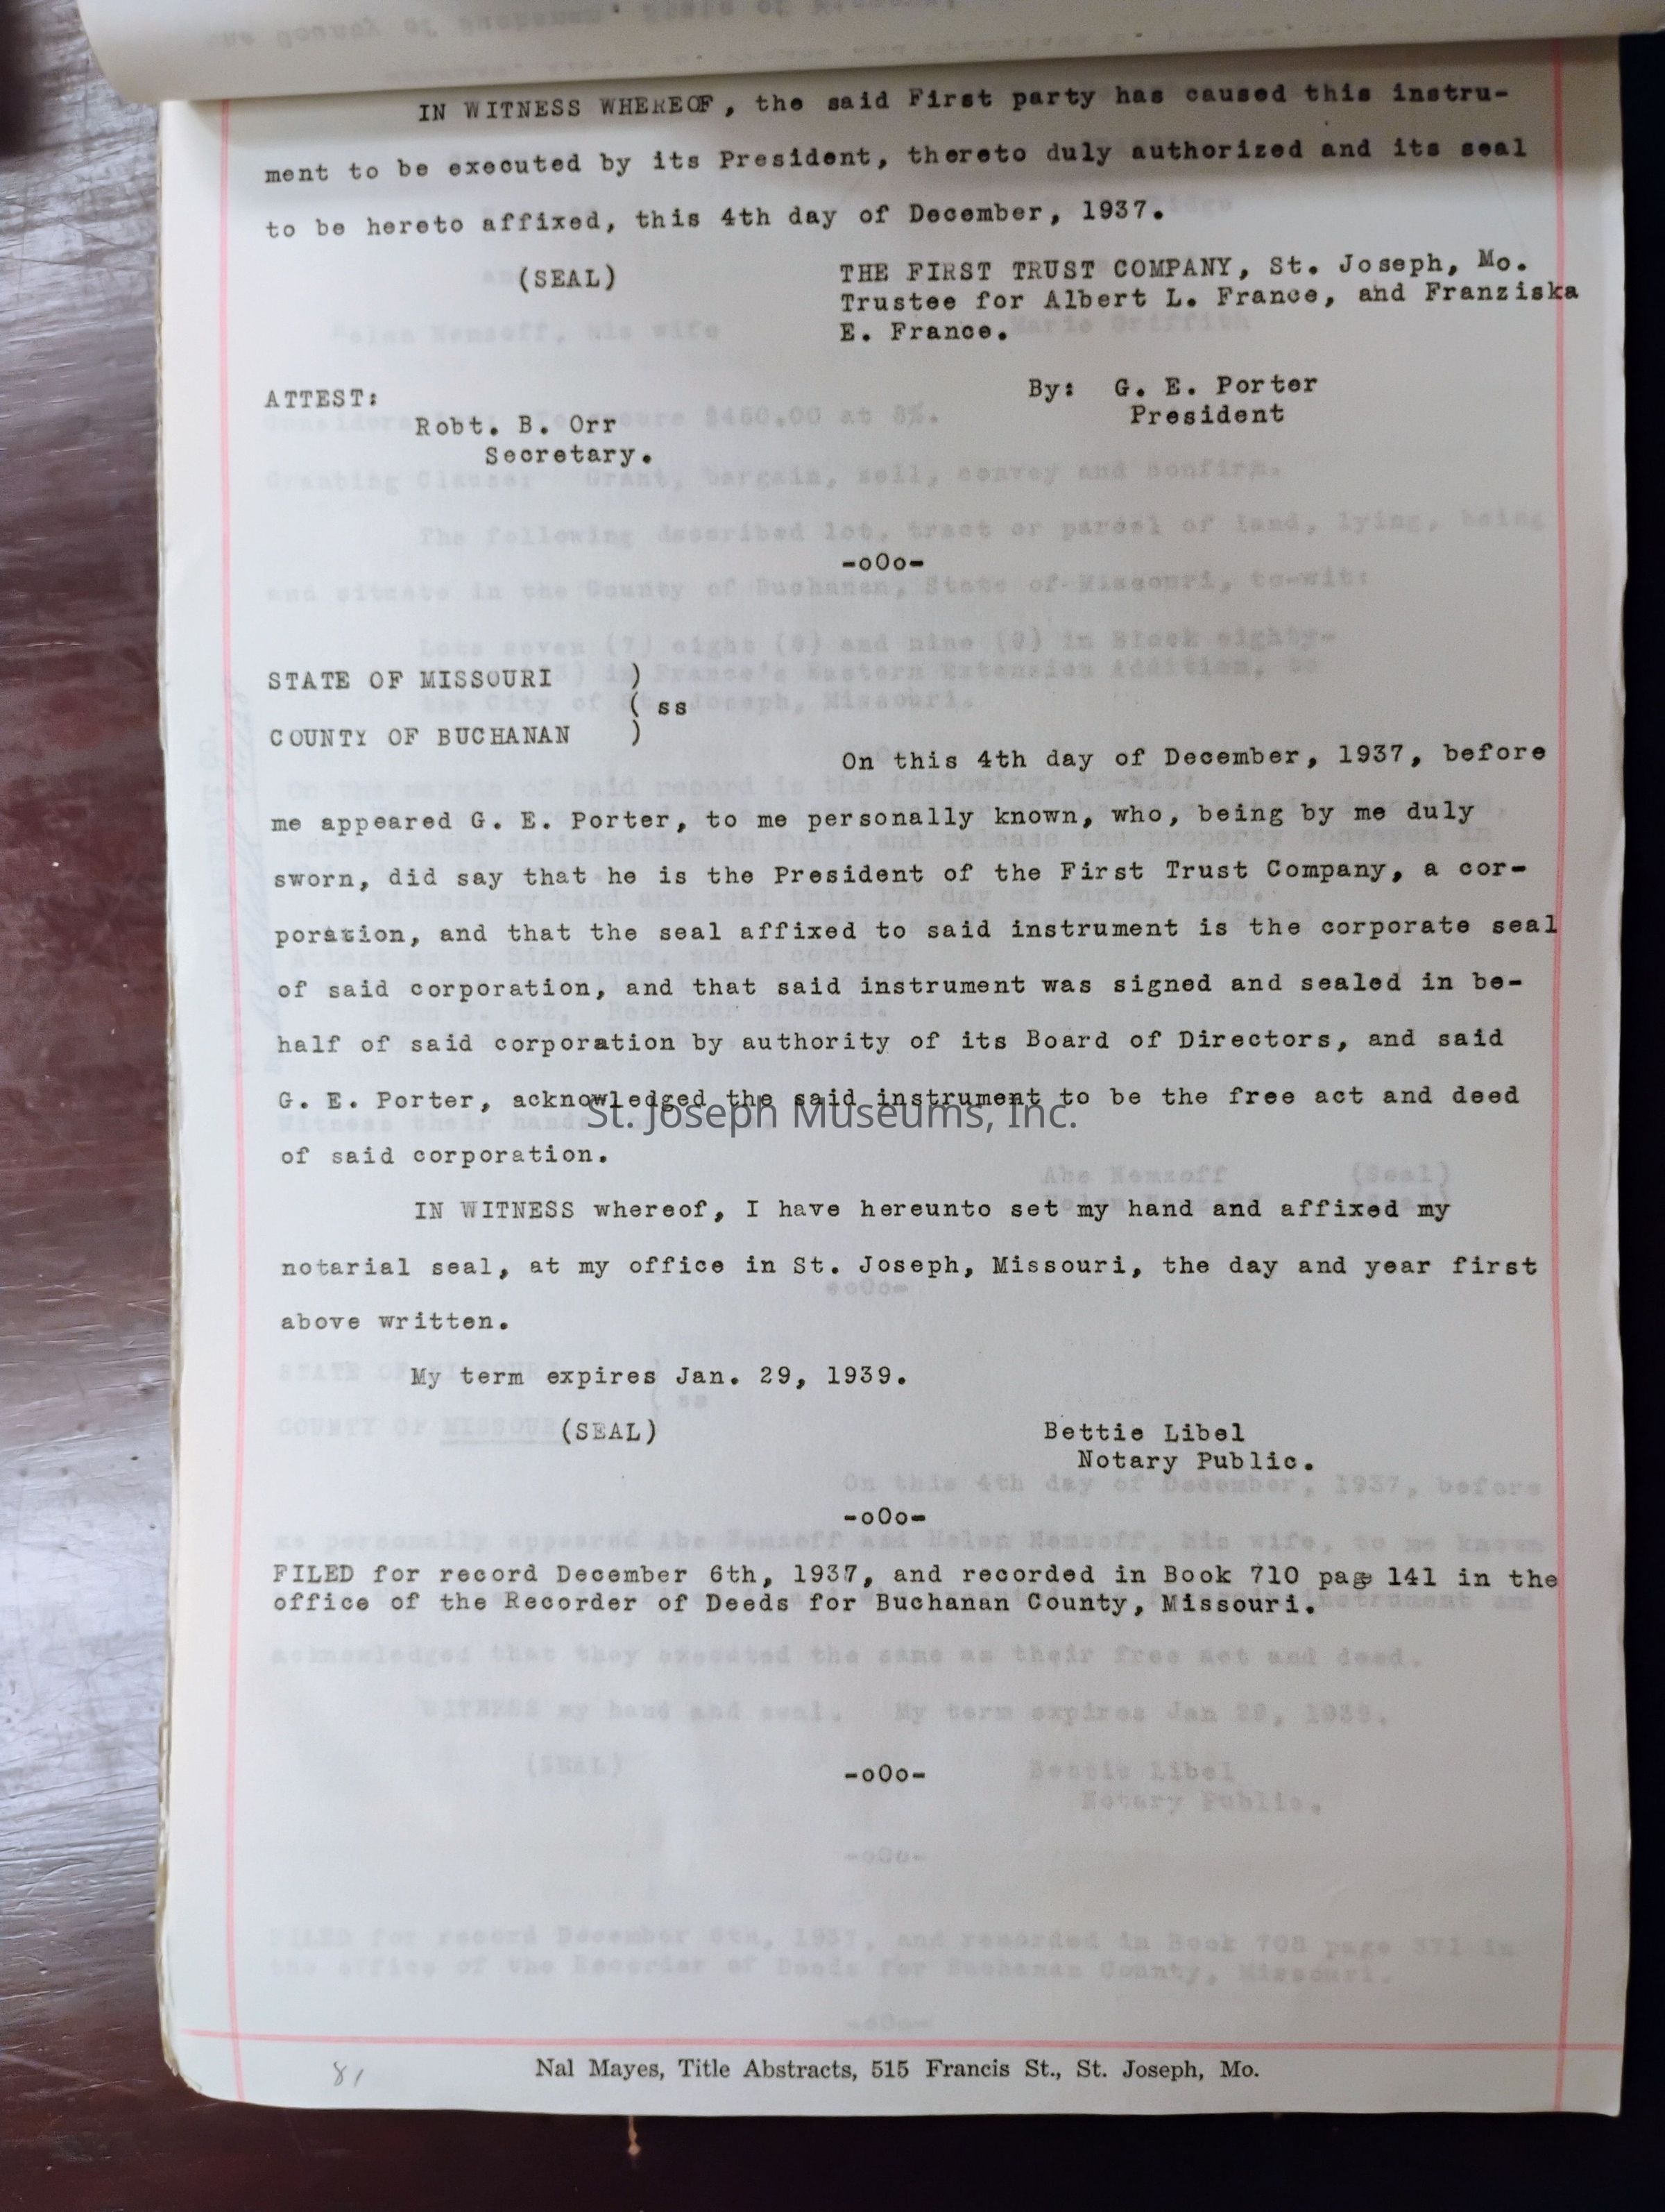 IN WITNESS WHEREOF, the said First party has caused this instru-
ment to be executed by its President, thereto duly authorized and its seal
to be hereto affixed, this 4th day of December, 1937.
(SEAL) THE FIRST TRUST COMPANY, St. Joseph, Mo.
Trustee for Albert L. France, and Franziska
E. France.
ATTEST: By: G. E. Porter
Robt. B. Orr President
Secretary.
-oOo-
STATE OF MISSOURI )
( ss
COUNTY OF BUCHANAN )
On this 4th day of December, 1937, before
me appeared G. E. Porter, to me personally known, who, being by me duly
sworn, did say that he is the President of the First Trust Company, a cor-
poration, and that the seal affixed to said instrument is the corporate seal
of said corporation, and that said instrument was signed and sealed in be-
half of said corporation by authority of its Board of Directors, and said
G. E. Porter, acknowledged the said instrument to be the free act and deed
St. Joseph Museums, Inc.
of said corporation.
IN WITNESS whereof, I have hereunto set my hand and affixed my
notarial seal, at my office in St. Joseph, Missouri, the day and year first
above written.
My term expires Jan. 29, 1939.
(SEAL) Bettie Libel
Notary Public.
-oOo-
FILED for record December 6th, 1937, and recorded in Book 710 page 141 in the
office of the Recorder of Deeds for Buchanan County, Missouri.
-oOo-
81
Nal Mayes, Title Abstracts, 515 Francis St., St. Joseph, Mo.